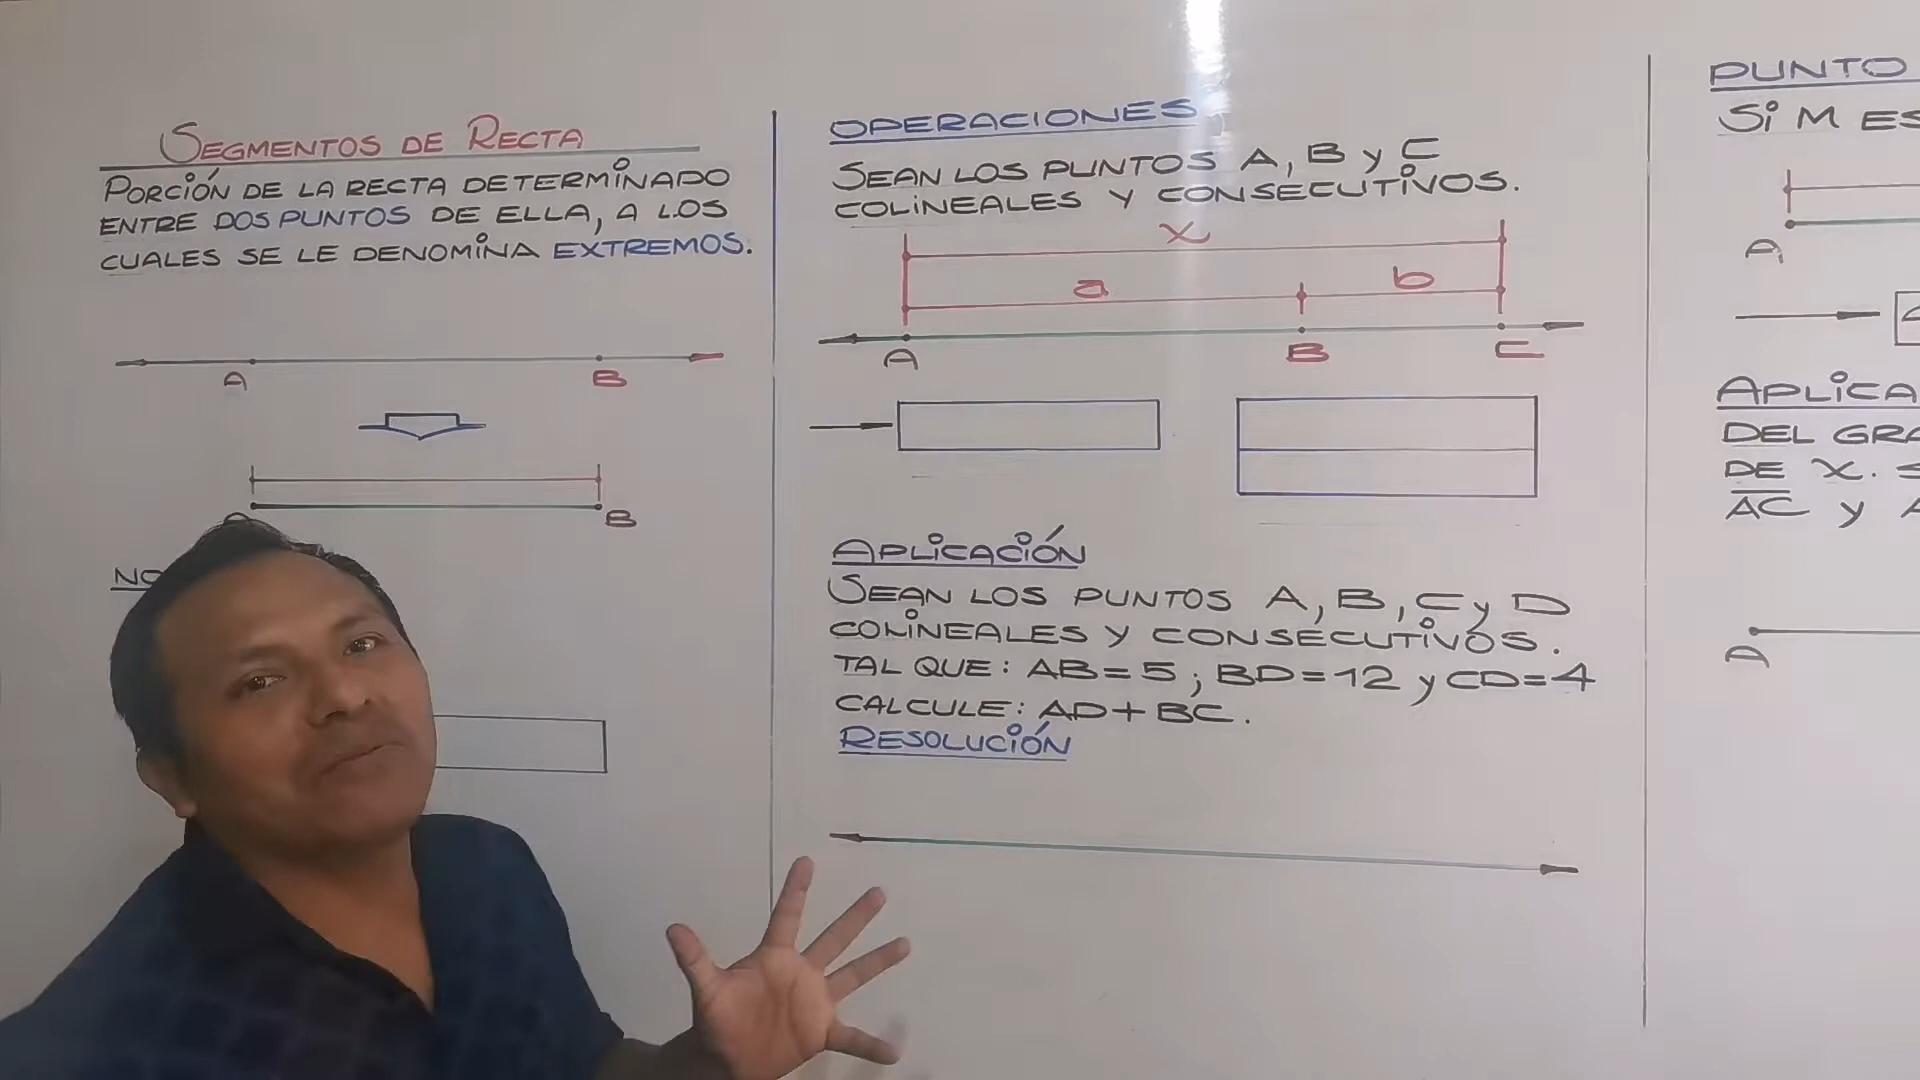 SEGMENTOS DE RECTA
PORCIÓN DE LA RECTA DETERMINADO
ENTRE DOS PUNTOS DE ELLA, A LOS
CUALES SE LE DENOMINA EXTREMOS.
A B
B
OPERACIONES
SEAN LOS PUNTOS A, B y C
COLINEALES Y CONSECUTIVOS.
x
a b
A B C
APLICACIÓN
SEAN LOS PUNTOS A, B, C y D
COLINEALES Y CONSECUTIVOS.
TAL QUE: AB=5; BD=12 y CD=4
CALCULE: AD+BC.
RESOLUCIÓN
PUNTO
Si M ES
A
APLICA
DEL GRA
DE X. S
AC y A
A